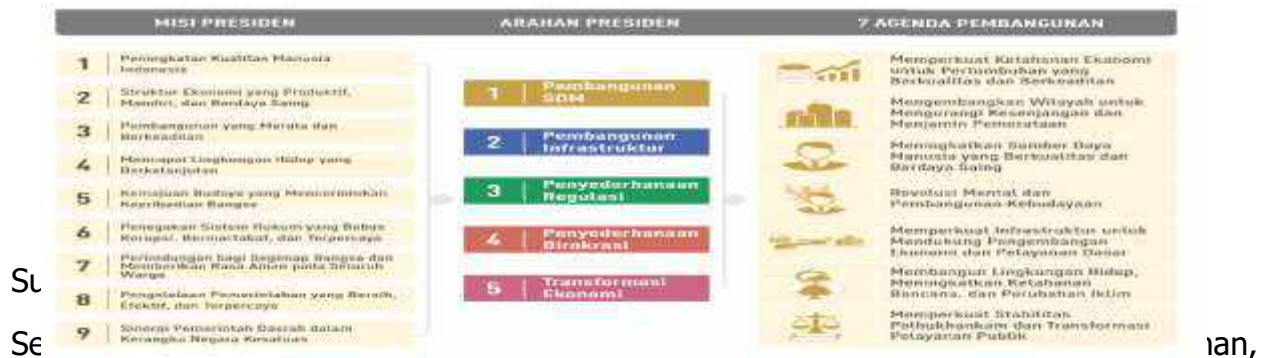 MISI PRESIDEN
1
Peningkatan Kualitas Manusia
Indonesia
2
Struktur Ekonomi yang Produktif,
Mandiri, dan Berdaya Saing
3
Pembangunan yang Merata dan
Berkeadilan
4
Mencapai Lingkungan Hidup yang
Berkelanjutan
5
Kemajuan Budaya yang Mencerminkan
Kepribadian Bangsa
6
Penegakan Sistem Hukum yang Bebas
Korupsi, Bermartabat, dan Terpercaya
7
Perlindungan bagi Segenap Bangsa dan
Memberikan Rasa Aman pada Seluruh
Warga
8
Pengelolaan Pemerintahan yang Bersih,
Efektif, dan Terpercaya
9
Sinergi Pemerintah Daerah dalam
Kerangka Negara Kesatuan
ARAHAN PRESIDEN
1
Pembangunan
SDM
2
Pembangunan
Infrastruktur
3
Penyederhanaan
Regulasi
4
Penyederhanaan
Birokrasi
5
Transformasi
Ekonomi
7 AGENDA PEMBANGUNAN
Memperkuat Ketahanan Ekonomi
untuk Pertumbuhan yang
Berkualitas dan Berkeadilan
Mengembangkan Wilayah untuk
Mengurangi Kesenjangan dan
Menjamin Pemerataan
Meningkatkan Sumber Daya
Manusia yang Berkualitas dan
Berdaya Saing
Revolusi Mental dan
Pembangunan Kebudayaan
Memperkuat Infrastruktur untuk
Mendukung Pengembangan
Ekonomi dan Pelayanan Dasar
Membangun Lingkungan Hidup,
Meningkatkan Ketahanan
Bencana, dan Perubahan Iklim
Memperkuat Stabilitas
Polhukhankam dan Transformasi
Pelayanan Publik